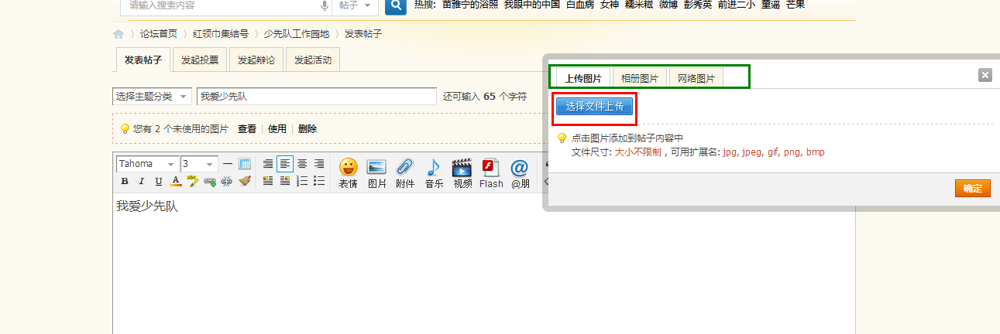 请输入搜索内容 帖子 热搜: 苗雅宁的浴照 我眼中的中国 白血病 女神 糯米糍 微博 彭秀英 前进二小 童谣 芒果
论坛首页 〉 红领巾集结号 〉 少先队工作园地 〉 发表帖子
发表帖子 发起投票 发起辩论 发起活动
上传图片 相册图片 网络图片
选择主题分类 我爱少先队 还可输入 65 个字符
选择文件上传
您有 2 个未使用的图片 查看 | 使用 | 删除
点击图片添加到帖子内容中
文件尺寸: 大小不限制 , 可用扩展名: jpg, jpeg, gif, png, bmp
Tahoma 3
B I U A abc
表情 图片 附件 音乐 视频 Flash @朋
确定
我爱少先队